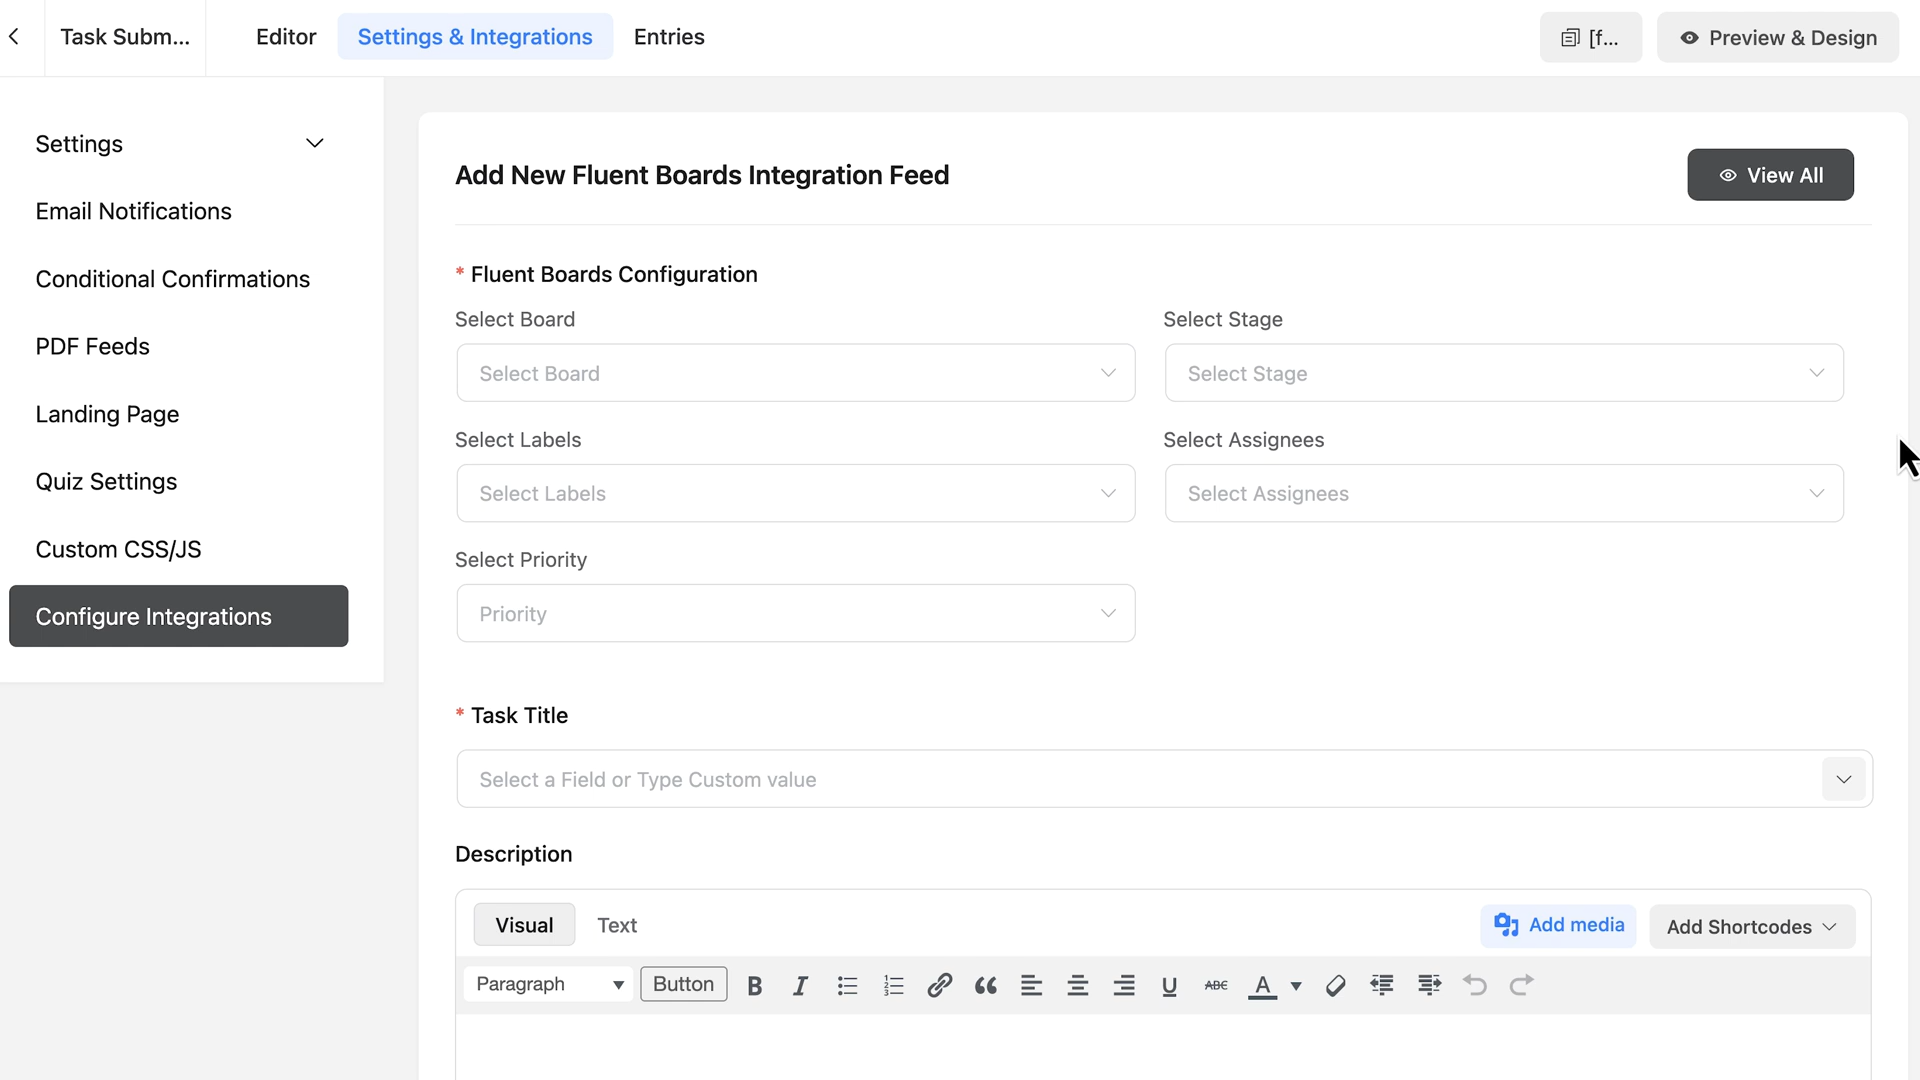 Task Subm...
Editor
Settings & Integrations
Entries
[f...
Preview & Design
Settings
Email Notifications
Conditional Confirmations
PDF Feeds
Landing Page
Quiz Settings
Custom CSS/JS
Configure Integrations
Add New Fluent Boards Integration Feed
View All
* Fluent Boards Configuration
Select Board
Select Stage
Select Board
Select Stage
Select Labels
Select Assignees
Select Labels
Select Assignees
Select Priority
Priority
* Task Title
Select a Field or Type Custom value
Description
Visual
Text
Add media
Add Shortcodes
Paragraph
Button
B
I
U
ABC
A